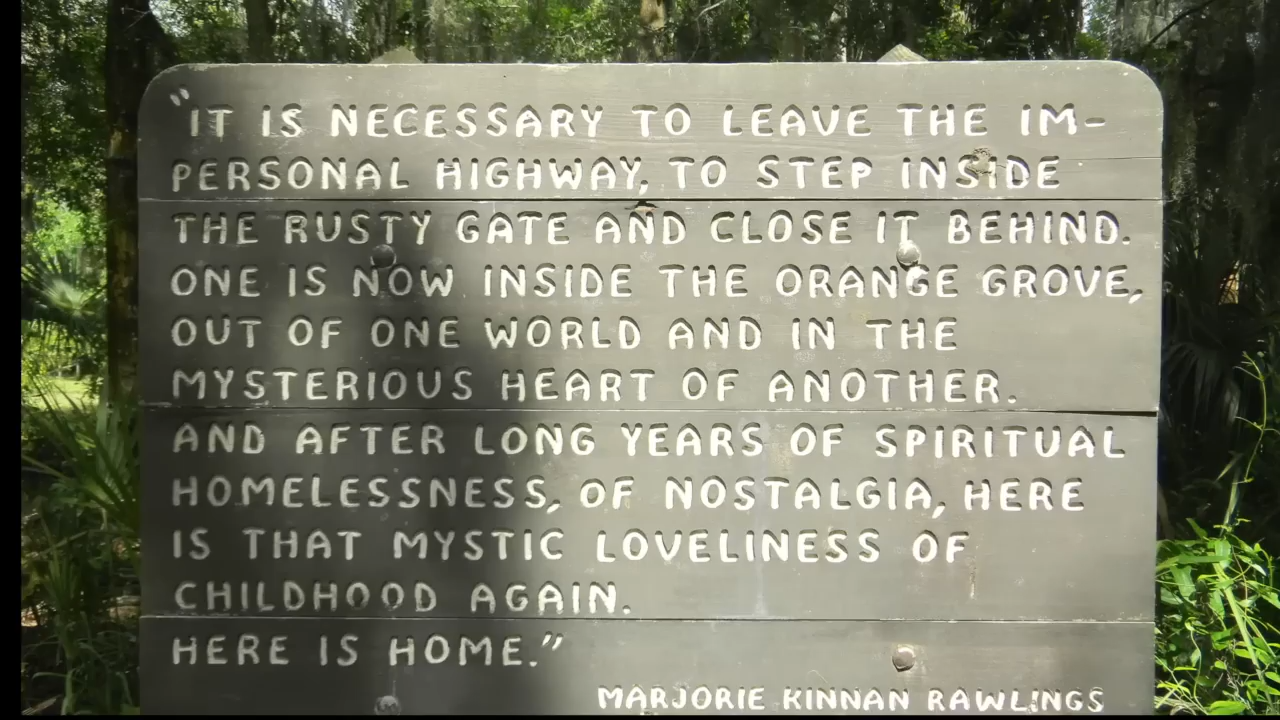 "IT IS NECESSARY TO LEAVE THE IM-
PERSONAL HIGHWAY, TO STEP INSIDE
THE RUSTY GATE AND CLOSE IT BEHIND.
ONE IS NOW INSIDE THE ORANGE GROVE,
OUT OF ONE WORLD AND IN THE
MYSTERIOUS HEART OF ANOTHER.
AND AFTER LONG YEARS OF SPIRITUAL
HOMELESSNESS, OF NOSTALGIA, HERE
IS THAT MYSTIC LOVELINESS OF
CHILDHOOD AGAIN.
HERE IS HOME."
MARJORIE KINNAN RAWLINGS